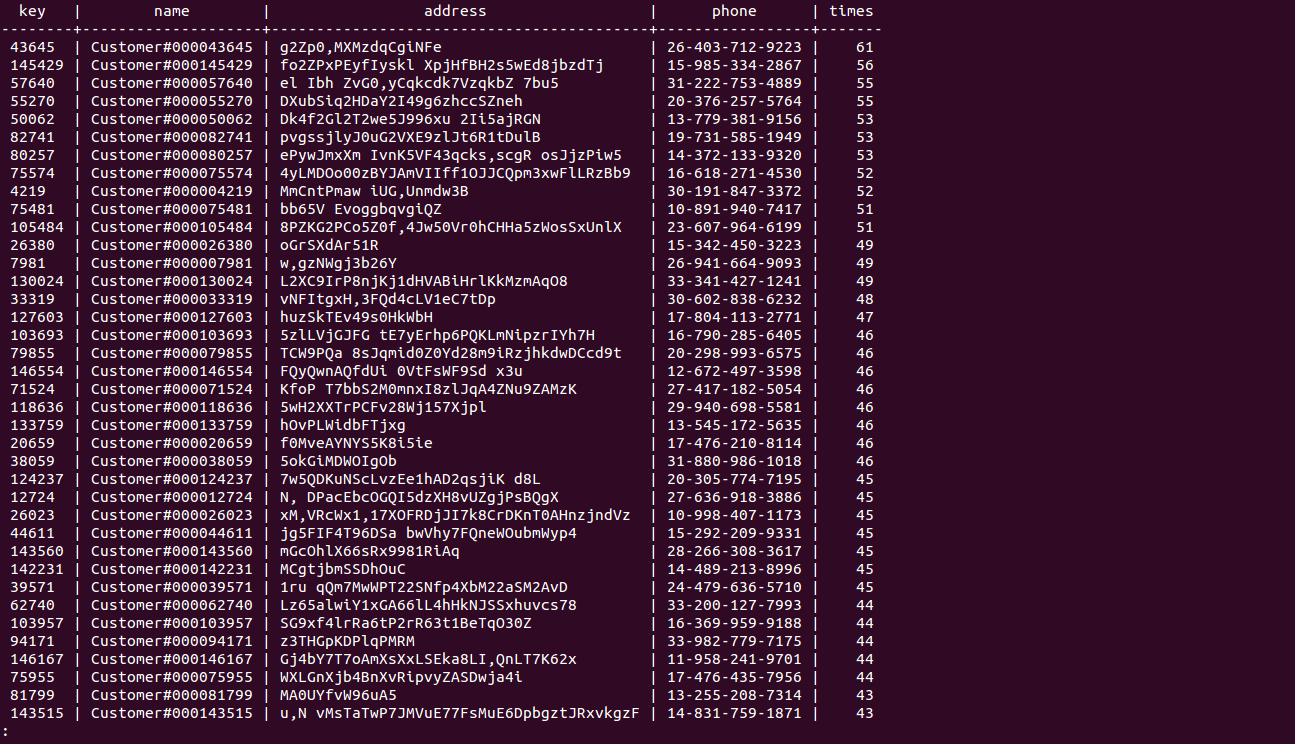 key | name | address | phone | times
--------+--------------------+------------------------------------------+----------------+-------
43645 | Customer#000043645 | g2Zp0,MXMzdqCgiNFe | 26-403-712-9223 | 61
145429 | Customer#000145429 | fo2ZPxPEyfIyskl XpjHfBH2s5wEd8jbzdTj | 15-985-334-2867 | 56
57640 | Customer#000057640 | el Ibh ZvG0,yCqkcdk7VzqkbZ 7bu5 | 31-222-753-4889 | 55
55270 | Customer#000055270 | DXubSiq2HDaY2I49g6zhccSZneh | 20-376-257-5764 | 55
50062 | Customer#000050062 | Dk4f2Gl2T2we5J996xu 2Ii5ajRGN | 13-779-381-9156 | 53
82741 | Customer#000082741 | pvgssjlyJ0uG2VXE9zlJt6R1tDulB | 19-731-585-1949 | 53
80257 | Customer#000080257 | ePywJmxXm IvnK5VF43qcks,scgR osJjzPiw5 | 14-372-133-9320 | 53
75574 | Customer#000075574 | 4yLMDOo00zBYJAmVIIff1OJJCQpm3xwFlLRzBb9 | 16-618-271-4530 | 52
4219 | Customer#000004219 | MmCntPmaw iUG,Unmdw3B | 30-191-847-3372 | 52
75481 | Customer#000075481 | bb65V EvoggbqvgiQZ | 10-891-940-7417 | 51
105484 | Customer#000105484 | 8PZKG2PCo5Z0f,4Jw50Vr0hCHHa5zWosSxUnlX | 23-607-964-6199 | 51
26380 | Customer#000026380 | oGrSXdAr51R | 15-342-450-3223 | 49
7981 | Customer#000007981 | w,gzNWgj3b26Y | 26-941-664-9093 | 49
130024 | Customer#000130024 | L2XC9IrP8njKj1dHVABiHrlKkMzmAqO8 | 33-341-427-1241 | 49
33319 | Customer#000033319 | vNFItgxH,3FQd4cLV1eC7tDp | 30-602-838-6232 | 48
127603 | Customer#000127603 | huzSkTEv49s0HkWbH | 17-804-113-2771 | 47
103693 | Customer#000103693 | 5zlLVjGJFG tE7yErhp6PQKLmNipzrIYh7H | 16-790-285-6405 | 46
79855 | Customer#000079855 | TCW9PQa 8sJqmid0Z0Yd28m9iRzjhkdwDCcd9t | 20-298-993-6575 | 46
146554 | Customer#000146554 | FQyQwnAQfdUi 0VtFsWF9Sd x3u | 12-672-497-3598 | 46
71524 | Customer#000071524 | KfoP T7bbS2M0mnxI8zlJqA4ZNu9ZAMzK | 27-417-182-5054 | 46
118636 | Customer#000118636 | 5wH2XXTrPCFv28Wj157Xjpl | 29-940-698-5581 | 46
133759 | Customer#000133759 | hOvPLWidbFTjxg | 13-545-172-5635 | 46
20659 | Customer#000020659 | f0MveAYNYS5K8i5ie | 17-476-210-8114 | 46
38059 | Customer#000038059 | 5okGiMDWOIgOb | 31-880-986-1018 | 46
124237 | Customer#000124237 | 7w5QDKuNScLvzEe1hAD2qsjiK d8L | 20-305-774-7195 | 45
12724 | Customer#000012724 | N, DPacEbcOGQI5dzXH8vUZgjPsBQgX | 27-636-918-3886 | 45
26023 | Customer#000026023 | xM,VRcWx1,17XOFRDjJI7k8CrDKnT0AHnzjndVz | 10-998-407-1173 | 45
44611 | Customer#000044611 | jg5FIF4T96DSa bwVhy7FQneWOubmWyp4 | 15-292-209-9331 | 45
143560 | Customer#000143560 | mGcOhlX66sRx9981RiAq | 28-266-308-3617 | 45
142231 | Customer#000142231 | MCgtjbmSSDhOuC | 14-489-213-8996 | 45
39571 | Customer#000039571 | 1ru qQm7MwWPT22SNfp4XbM22aSM2AvD | 24-479-636-5710 | 45
62740 | Customer#000062740 | Lz65alwiY1xGA66lL4hHkNJSSxhuvcs78 | 33-200-127-7993 | 44
103957 | Customer#000103957 | SG9xf4lrRa6tP2rR63t1BeTqO30Z | 16-369-959-9188 | 44
94171 | Customer#000094171 | z3THGpKDPlqPMRM | 33-982-779-7175 | 44
146167 | Customer#000146167 | Gj4bY7T7oAmXsXxLSEka8LI,QnLT7K62x | 11-958-241-9701 | 44
75955 | Customer#000075955 | WXLGnXjb4BnXvRipvyZASDwja4i | 17-476-435-7956 | 44
81799 | Customer#000081799 | MA0UYfvW96uA5 | 13-255-208-7314 | 43
143515 | Customer#000143515 | u,N vMsTaTwP7JMVuE77FsMuE6DpbgztJRxvkgzF | 14-831-759-1871 | 43
: